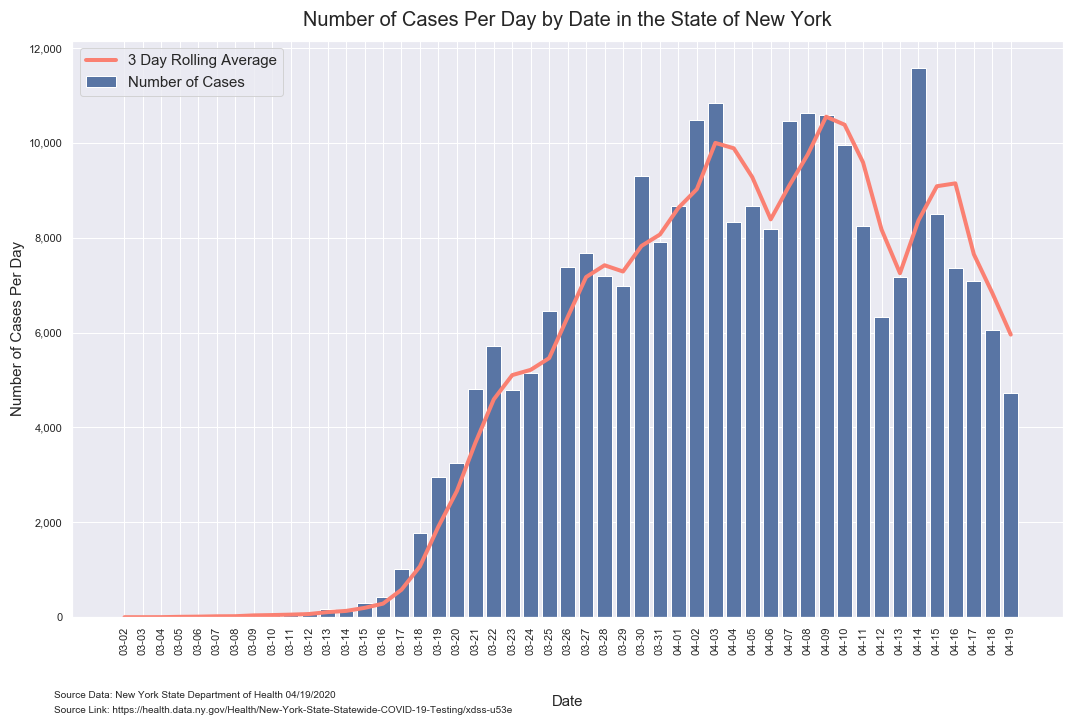 Number of Cases Per Day by Date in the State of New York
3 Day Rolling Average
Number of Cases
Number of Cases Per Day
12,000
10,000
8,000
6,000
4,000
2,000
0
03-02 03-03 03-04 03-05 03-06 03-07 03-08 03-09 03-10 03-11 03-12 03-13 03-14 03-15 03-16 03-17 03-18 03-19 03-20 03-21 03-22 03-23 03-24 03-25 03-26 03-27 03-28 03-29 03-30 03-31 04-01 04-02 04-03 04-04 04-05 04-06 04-07 04-08 04-09 04-10 04-11 04-12 04-13 04-14 04-15 04-16 04-17 04-18 04-19
Date
Source Data: New York State Department of Health 04/19/2020
Source Link: https://health.data.ny.gov/Health/New-York-State-Statewide-COVID-19-Testing/xdss-u53e